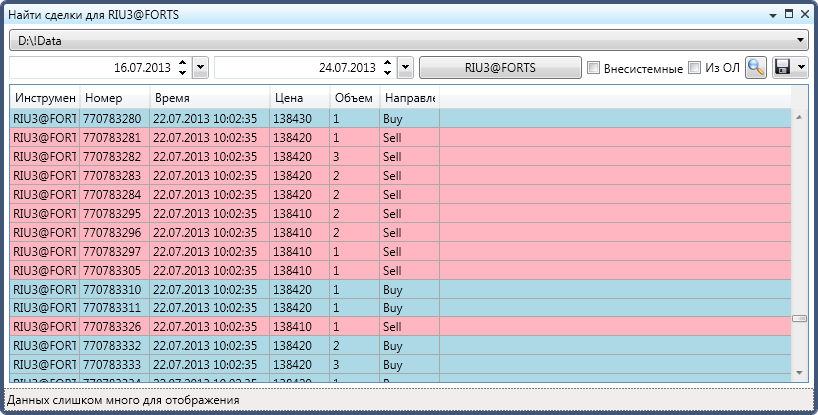 Найти сделки для RIU3@FORTS
D:\!Data
16.07.2013 24.07.2013 RIU3@FORTS Внесистемные Из ОЛ
Инструмен Номер Время Цена Объем Направле
RIU3@FORT 770783280 22.07.2013 10:02:35 138430 1 Buy
RIU3@FORT 770783281 22.07.2013 10:02:35 138420 1 Sell
RIU3@FORT 770783282 22.07.2013 10:02:35 138420 3 Sell
RIU3@FORT 770783283 22.07.2013 10:02:35 138420 2 Sell
RIU3@FORT 770783284 22.07.2013 10:02:35 138420 2 Sell
RIU3@FORT 770783295 22.07.2013 10:02:35 138410 2 Sell
RIU3@FORT 770783296 22.07.2013 10:02:35 138410 2 Sell
RIU3@FORT 770783297 22.07.2013 10:02:35 138410 1 Sell
RIU3@FORT 770783305 22.07.2013 10:02:35 138410 1 Sell
RIU3@FORT 770783310 22.07.2013 10:02:35 138420 1 Buy
RIU3@FORT 770783311 22.07.2013 10:02:35 138420 1 Buy
RIU3@FORT 770783326 22.07.2013 10:02:35 138410 1 Sell
RIU3@FORT 770783332 22.07.2013 10:02:35 138420 2 Buy
RIU3@FORT 770783333 22.07.2013 10:02:35 138420 3 Buy
Данных слишком много для отображения